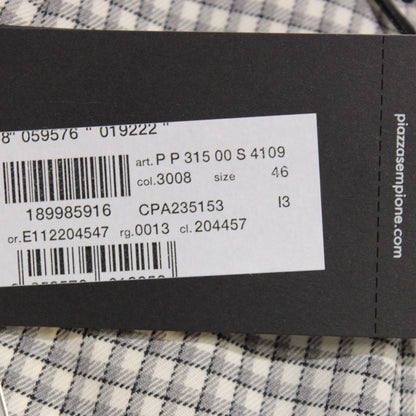 8" 059576 " 019222 "
art. P P 315 00 S 4109
col. 3008 size 46
189985916 CPA235153 I3
or. E112204547 rg. 0013 cl. 204457
piazzasempione.com